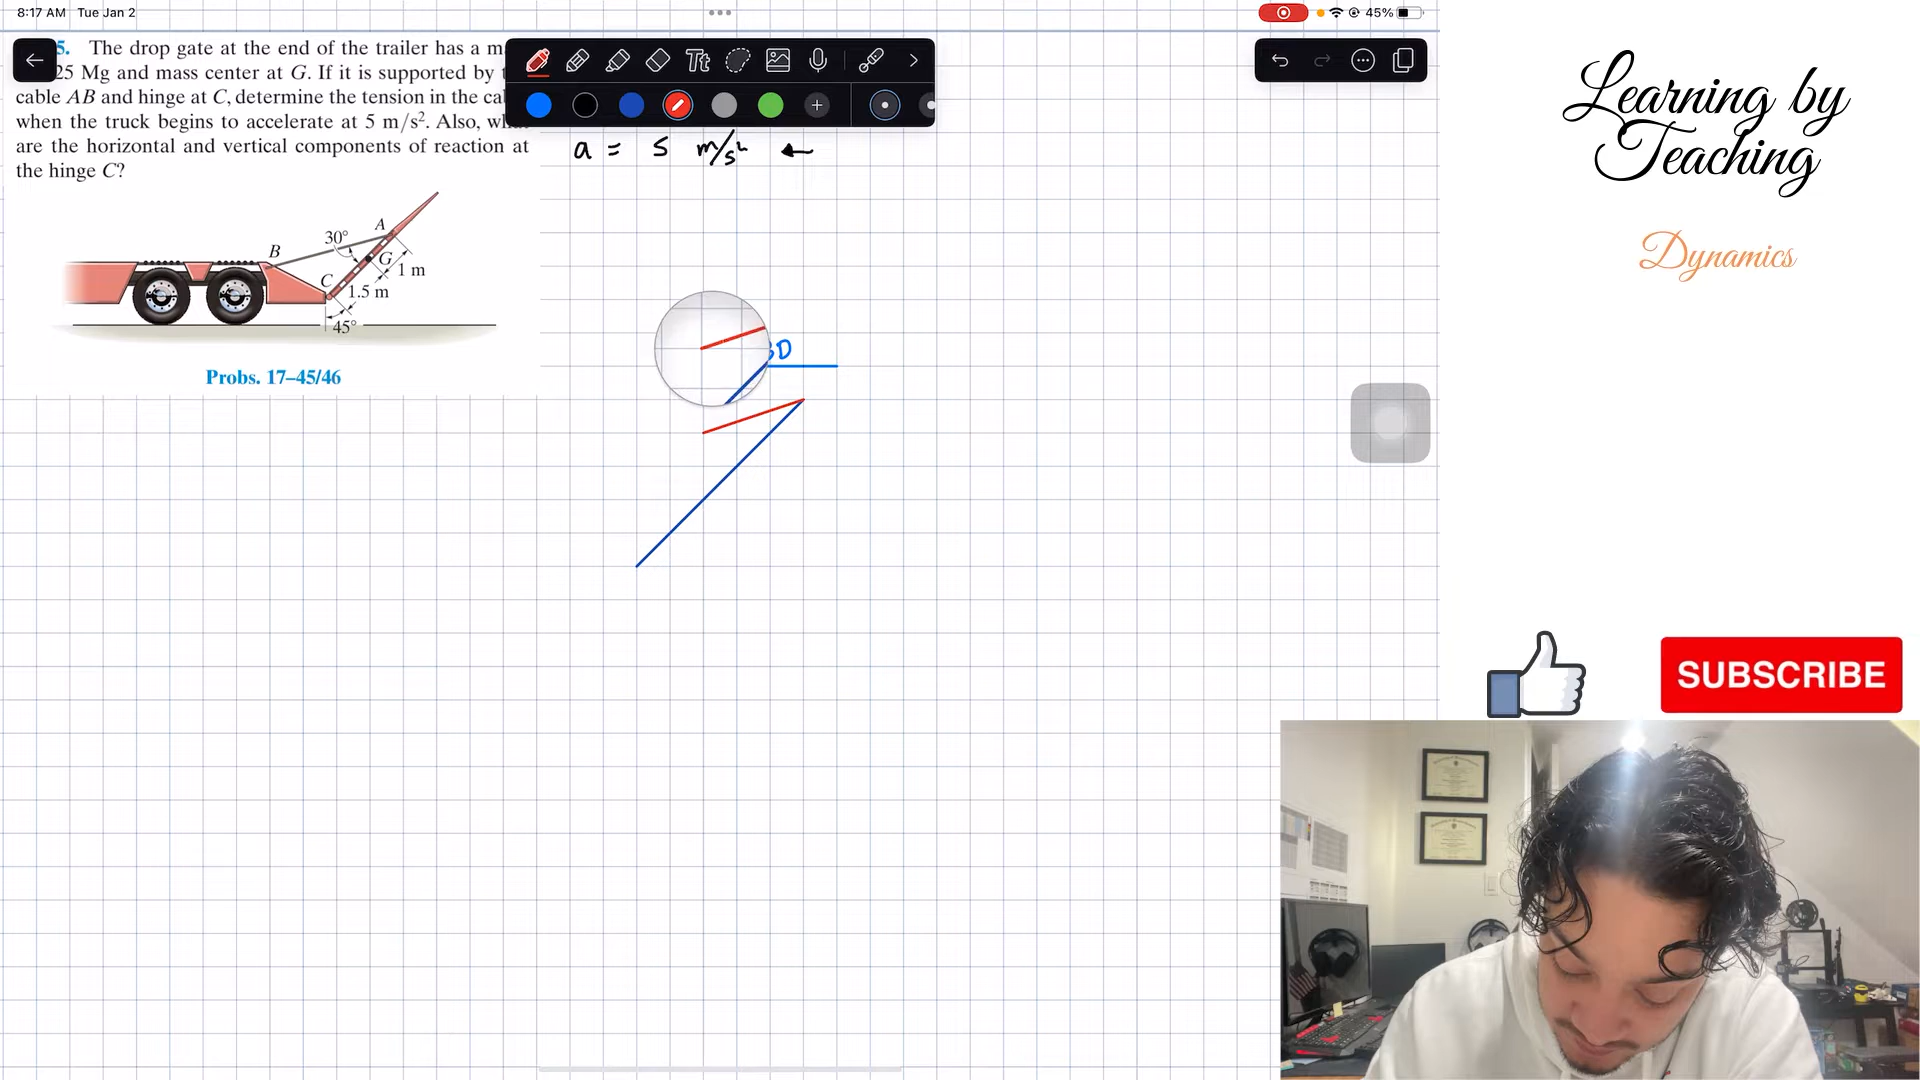 8:17 AM Tue Jan 2
45%
5. The drop gate at the end of the trailer has a m
25 Mg and mass center at G. If it is supported by t
cable AB and hinge at C, determine the tension in the ca
when the truck begins to accelerate at 5 m/s². Also, wh
are the horizontal and vertical components of reaction at
the hinge C?
Tt
a = 5 m/s² ←
A
30°
B
G
1 m
C
1.5 m
45°
Probs. 17–45/46
BD
Learning by
Teaching
Dynamics
SUBSCRIBE